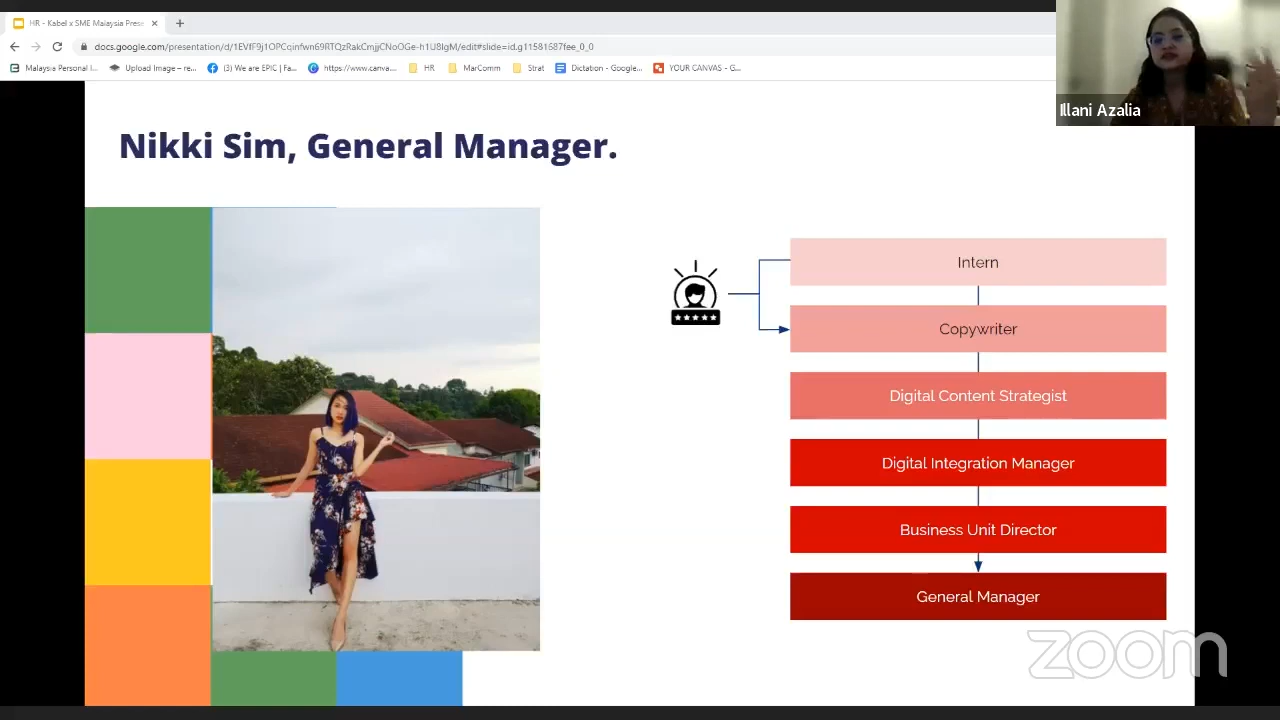 HR - Kabel x SME Malaysia Prese
docs.google.com/presentation/d/1EVfF9j1OPCqinfwn69RTQzRakCmjjCNoOGe-h1U8IgM/edit#slide=id.g11581587fee_0_0
Malaysia Personal I...
Upload Image – re...
(3) We are EPIC | Fa...
https://www.canva....
HR
MarComm
Strat
Dictation - Google...
YOUR CANVAS - G...
Illani Azalia
Nikki Sim, General Manager.
Intern
Copywriter
Digital Content Strategist
Digital Integration Manager
Business Unit Director
General Manager
zoom